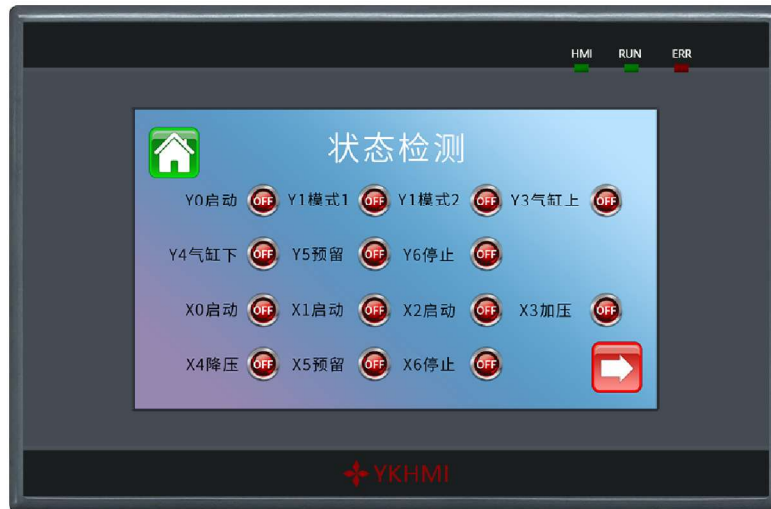 HMI RUN ERR
状态检测
Y0启动 OFF Y1模式1 OFF Y1模式2 OFF Y3气缸上 OFF
Y4气缸下 OFF Y5预留 OFF Y6停止 OFF
X0启动 OFF X1启动 OFF X2启动 OFF X3加压 OFF
X4降压 OFF X5预留 OFF X6停止 OFF
YKHMI